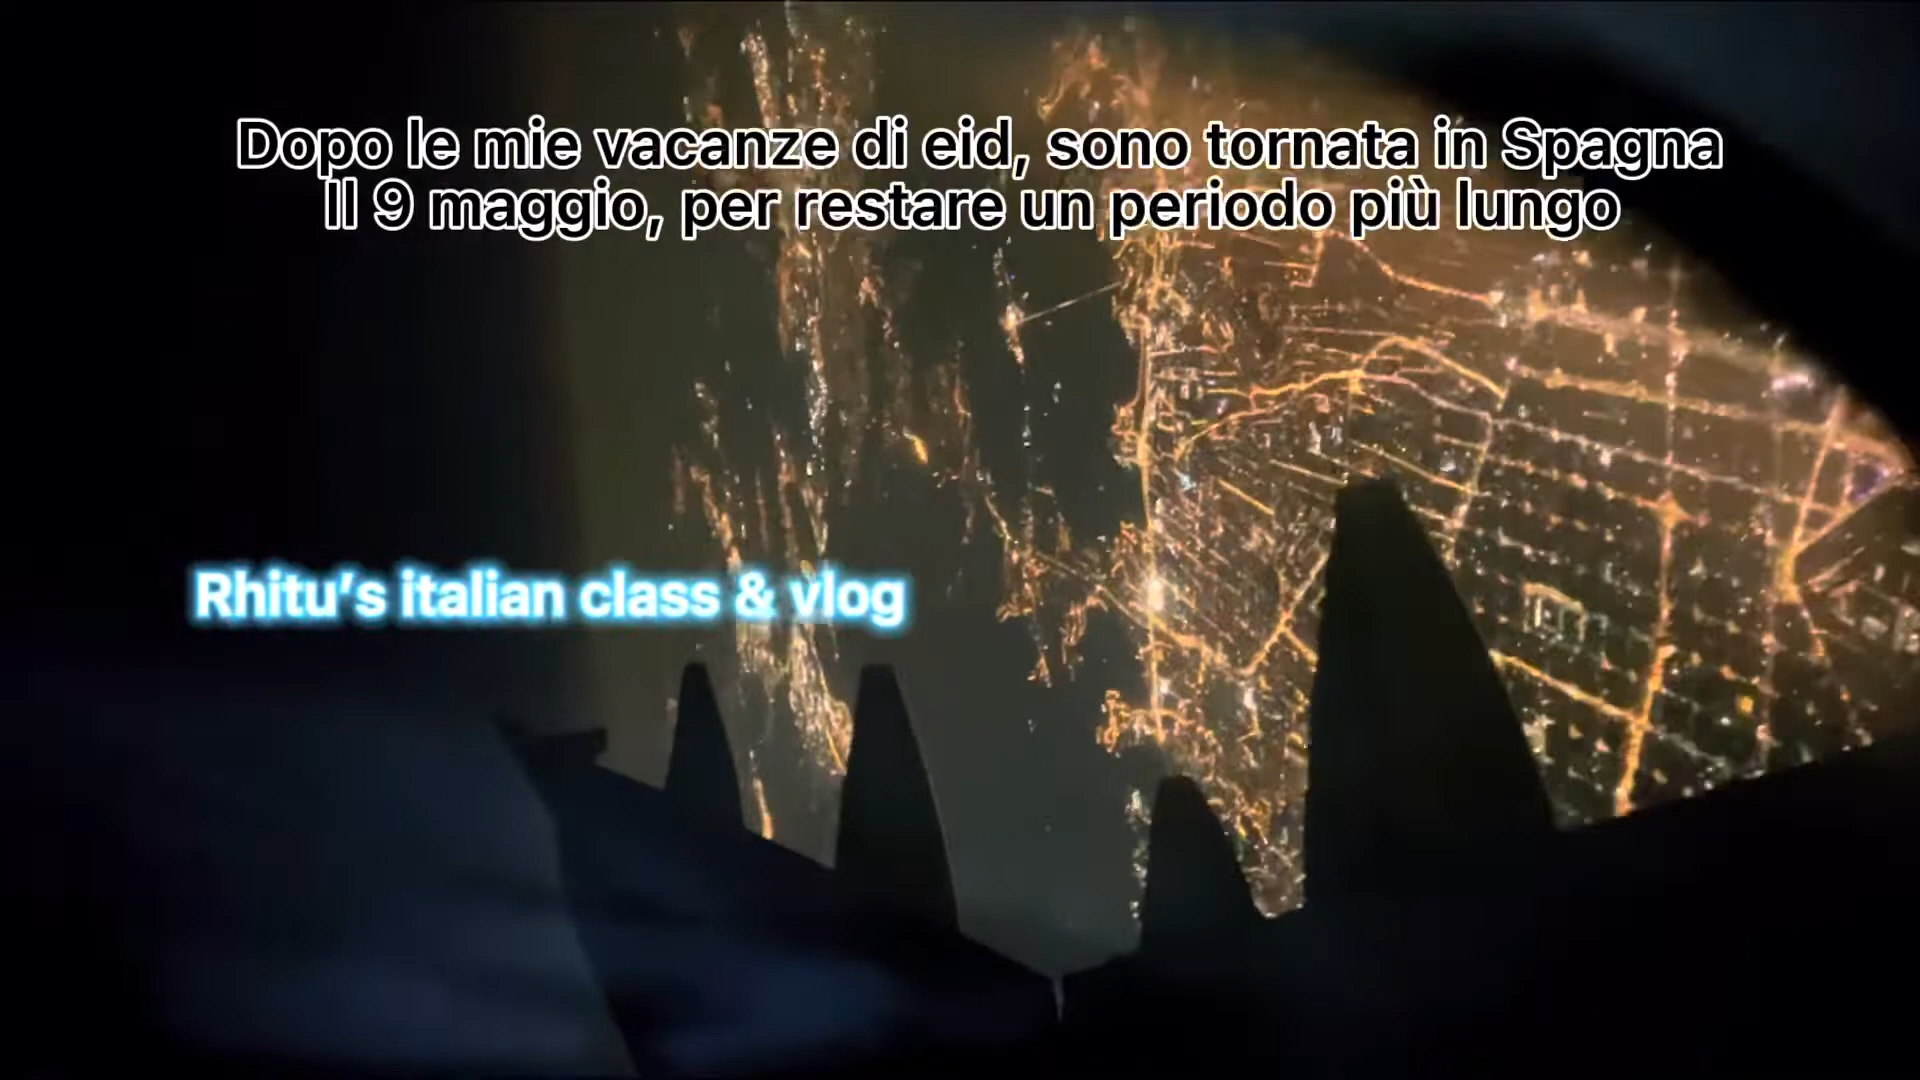 Dopo le mie vacanze di eid, sono tornata in Spagna
Il 9 maggio, per restare un periodo più lungo
Rhitu's italian class & vlog